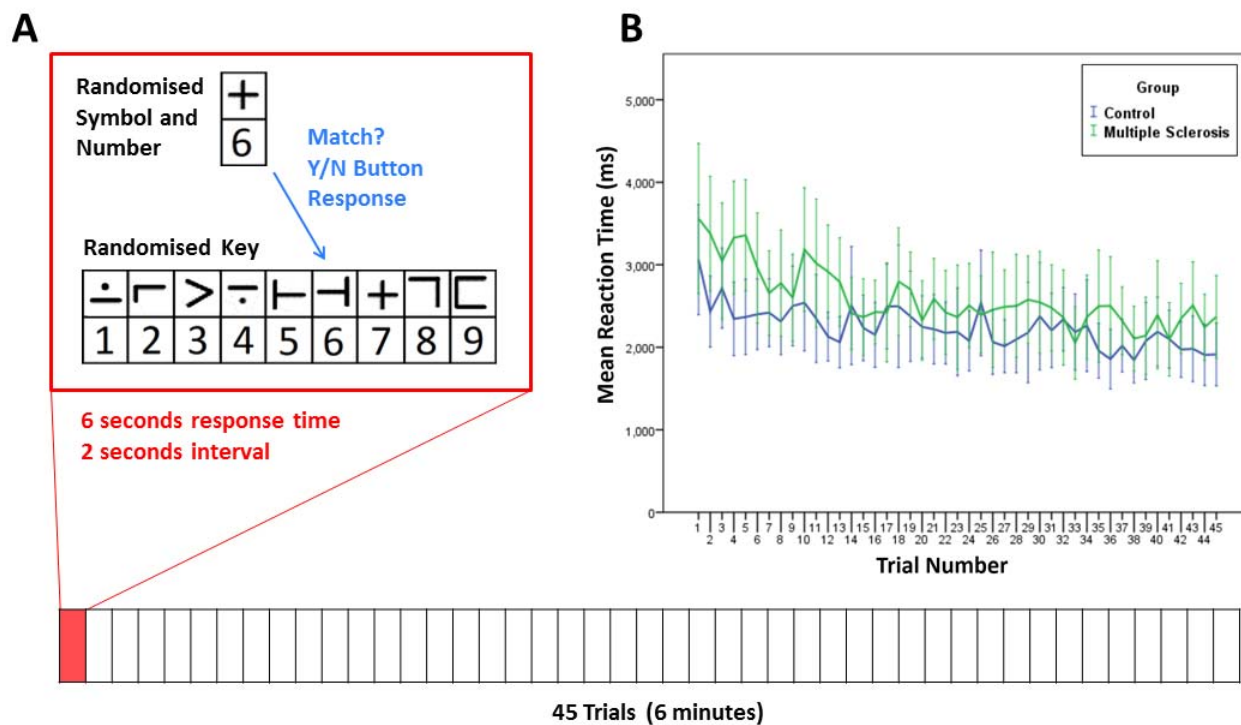 A
Randomised
Symbol and
Number
+
6
Match?
Y/N Button
Response
Randomised Key
÷ > +
1 2 3 4 5 6 7 8 9
6 seconds response time
2 seconds interval
45 Trials (6 minutes)
B
Group
Control
Multiple Sclerosis
Mean Reaction Time (ms)
5,000
4,000
3,000
2,000
1,000
0
1 3 5 7 9 11 13 15 17 19 21 23 25 27 29 31 33 35 37 39 41 43 45
2 4 6 8 10 12 14 16 18 20 22 24 26 28 30 32 34 36 38 40 42 44
Trial Number